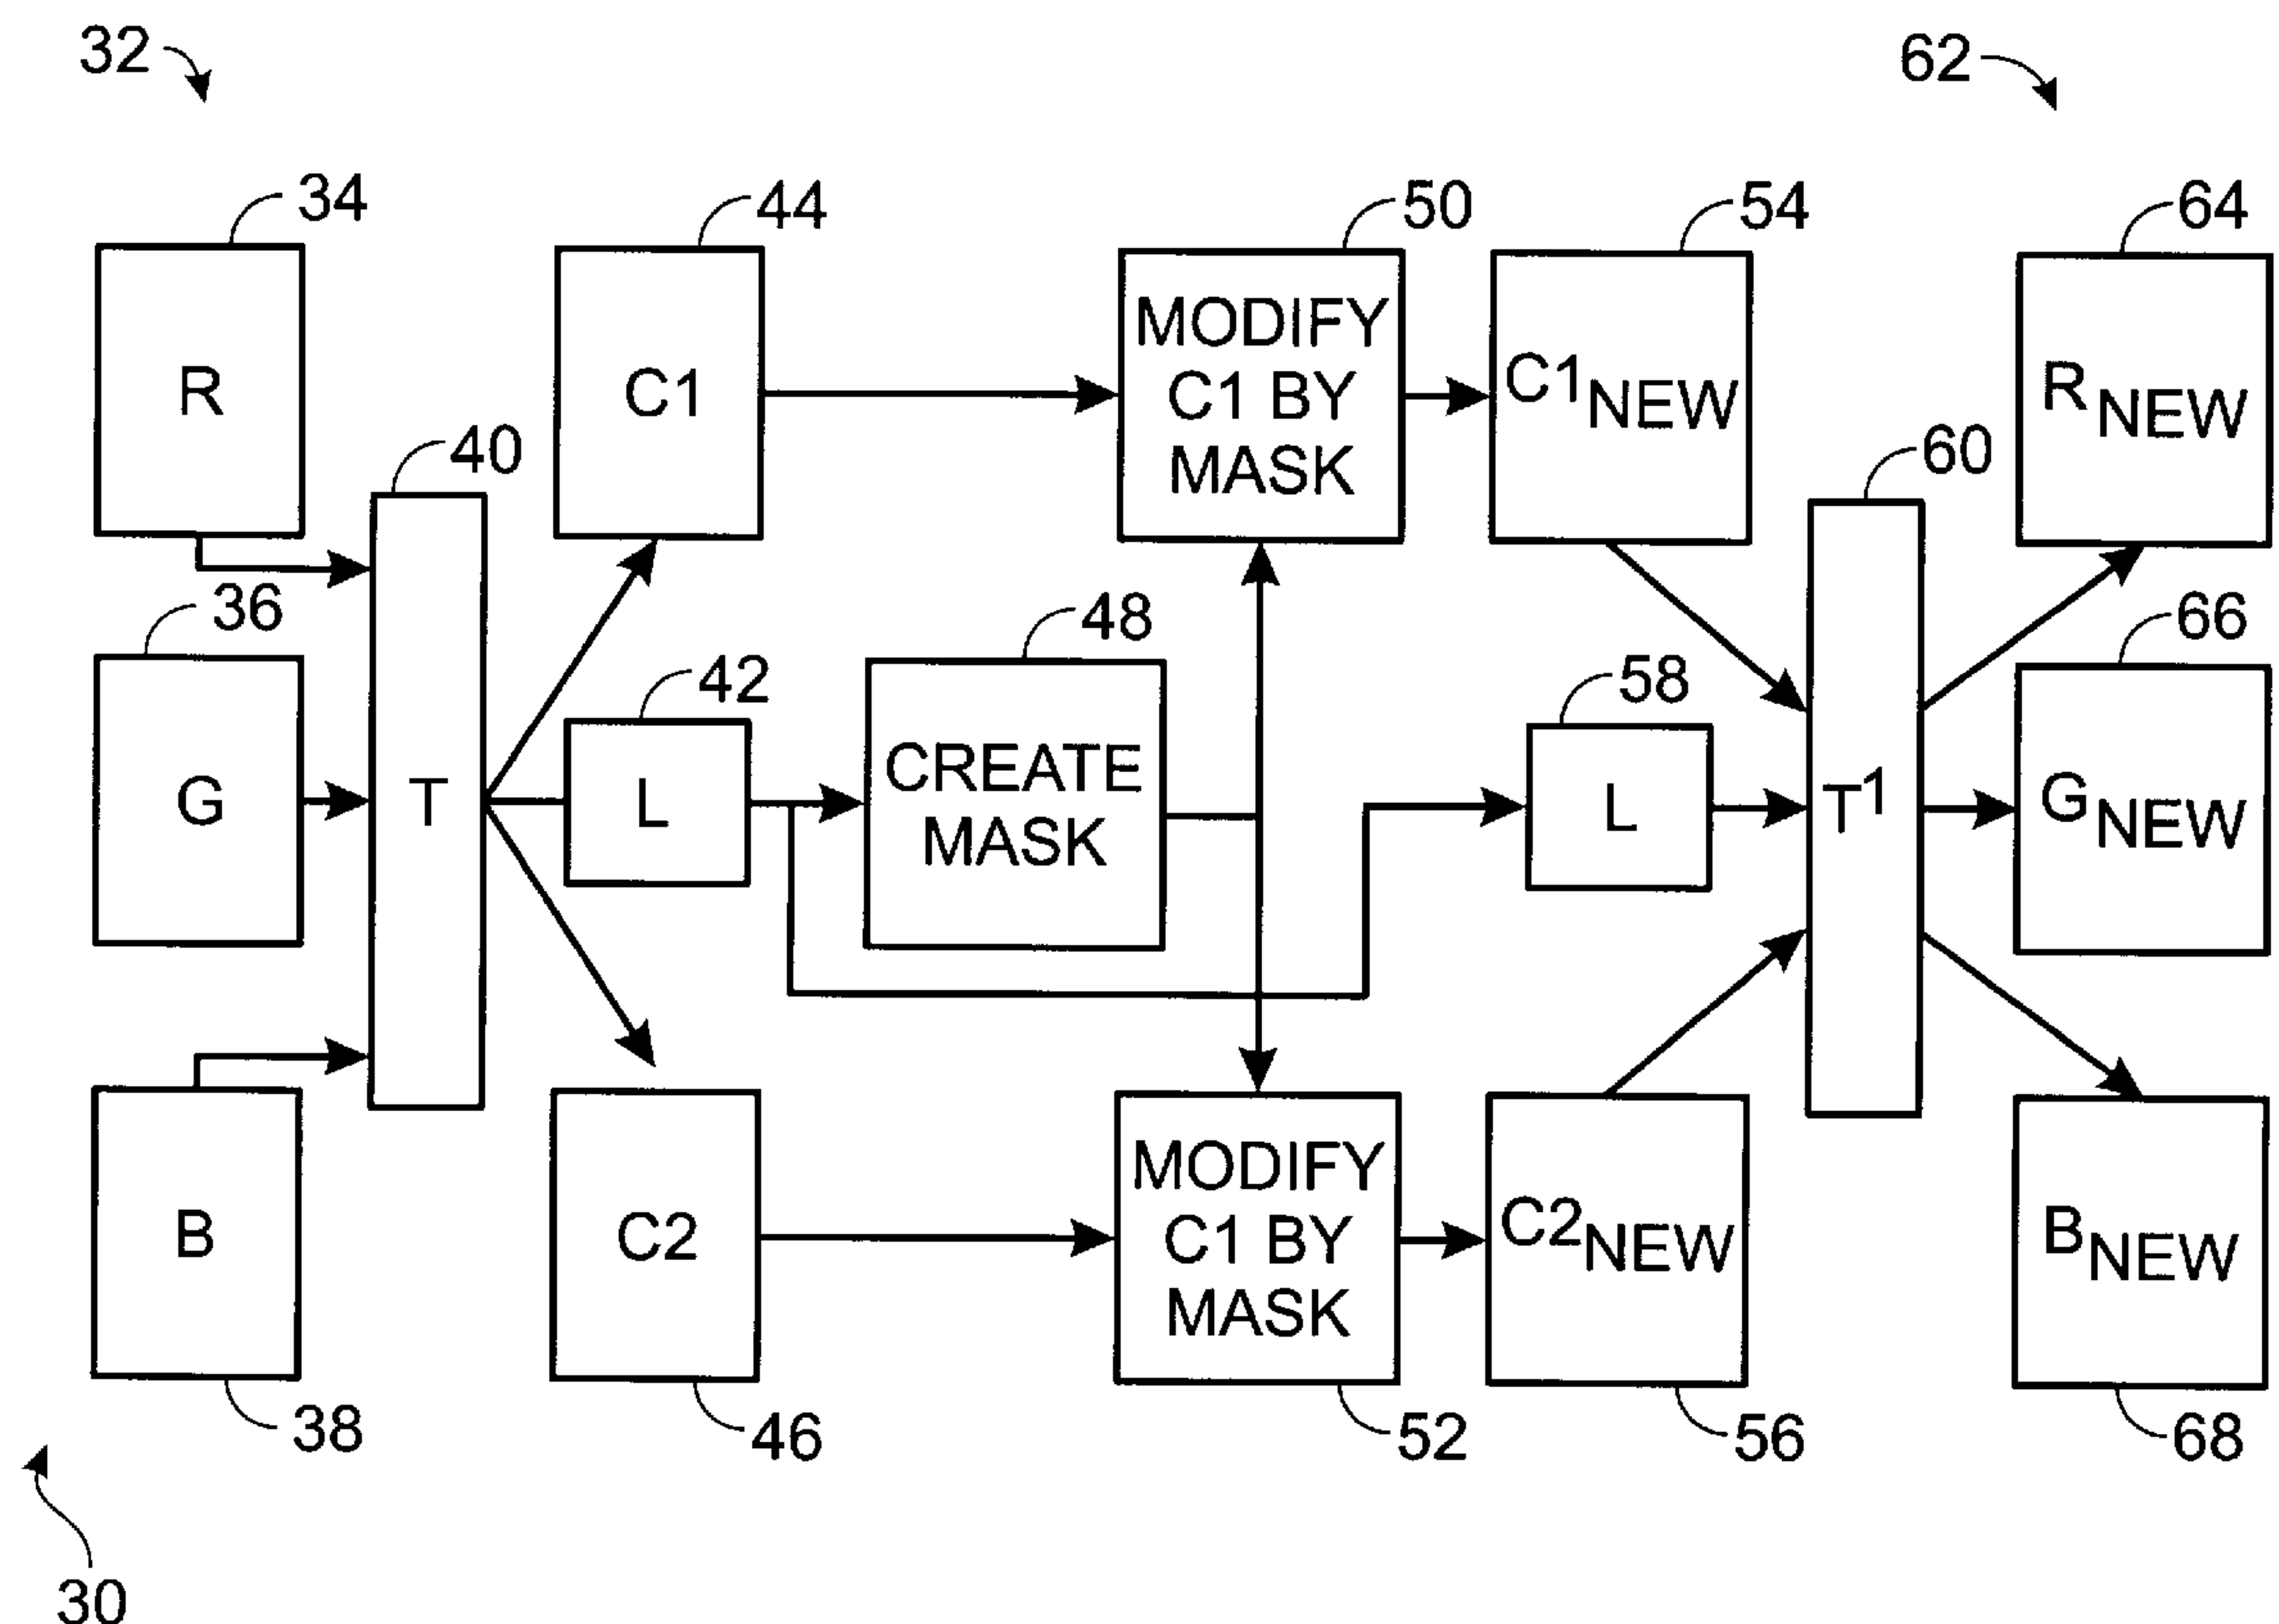 32
62
34
44
50
54
64
R
C1
MODIFY
C1 BY
MASK
C1NEW
RNEW
40
60
36
42
48
58
66
G
T
L
CREATE
MASK
L
T1
GNEW
B
C2
MODIFY
C1 BY
MASK
C2NEW
BNEW
38
46
52
56
68
30